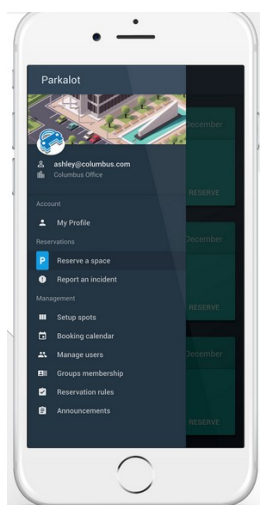 Parkalot
ashley@columbus.com
Columbus Office
Account
My Profile
Reservations
P Reserve a space
Report an incident
Management
Setup spots
Booking calendar
Manage users
Groups membership
Reservation rules
Announcements
December
RESERVE
December
RESERVE
December
RESERVE